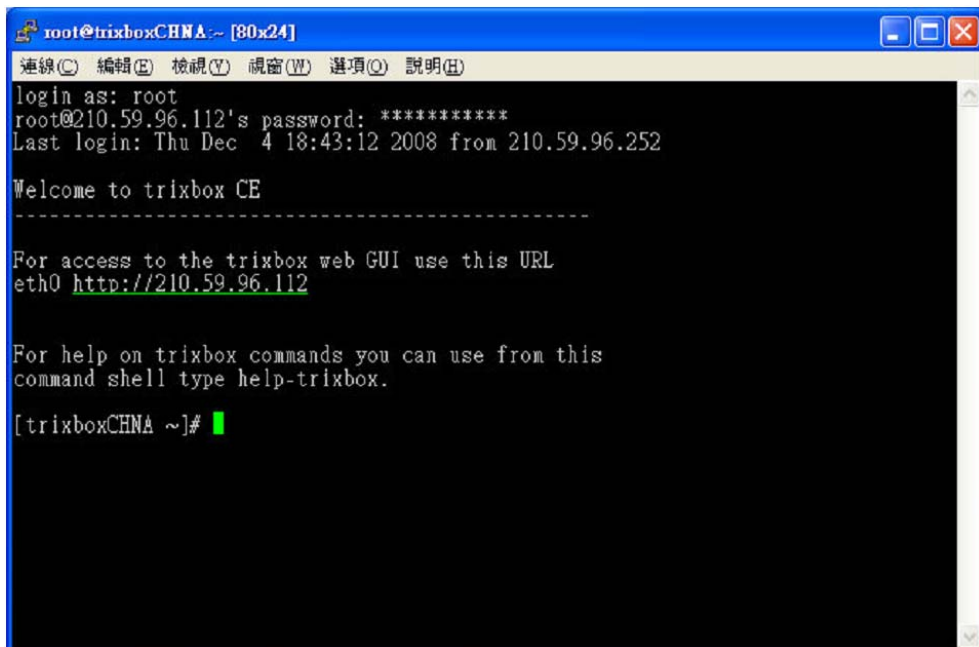 root@trixboxCHNA:~ [80x24]
連線(C) 編輯(E) 檢視(V) 視窗(W) 選項(O) 說明(H)
login as: root
root@210.59.96.112's password: ***********
Last login: Thu Dec  4 18:43:12 2008 from 210.59.96.252
Welcome to trixbox CE
-------------------------------------------------
For access to the trixbox web GUI use this URL
eth0 http://210.59.96.112
For help on trixbox commands you can use from this
command shell type help-trixbox.
[trixboxCHNA ~]#